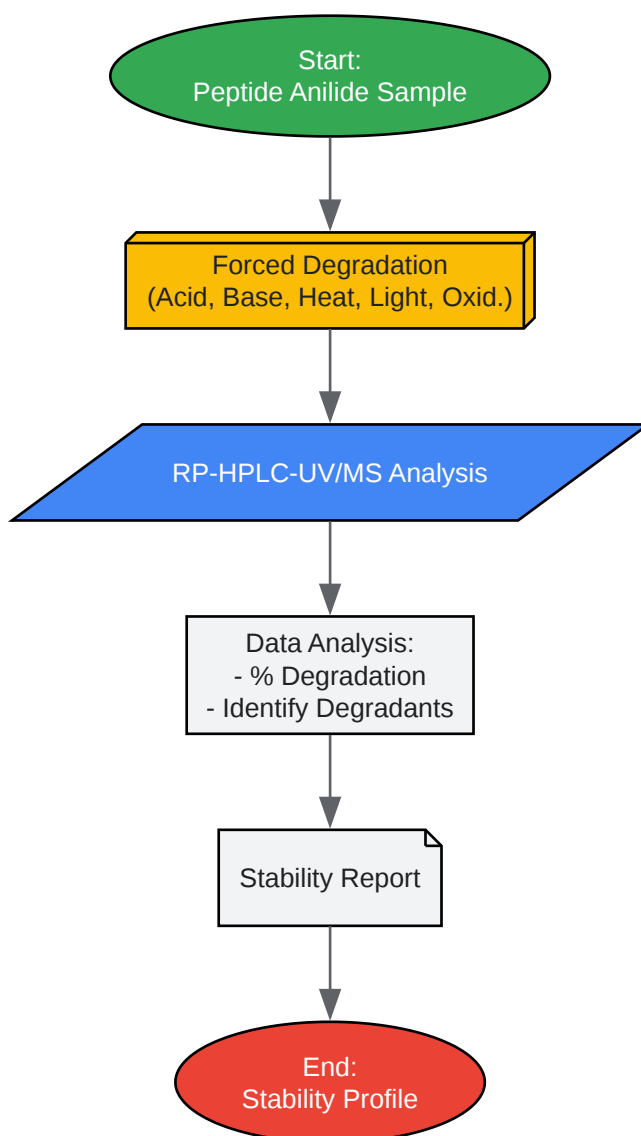 Start:
Peptide Anilide Sample
Forced Degradation
(Acid, Base, Heat, Light, Oxid.)
RP-HPLC-UV/MS Analysis
Data Analysis:
- % Degradation
- Identify Degradants
Stability Report
End:
Stability Profile